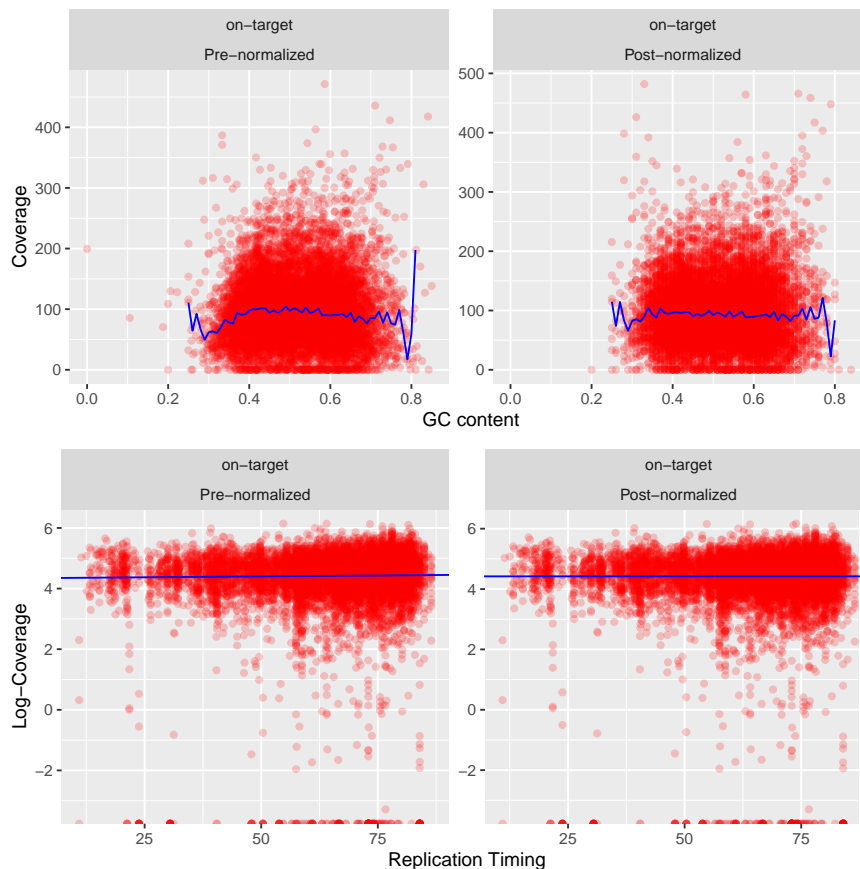 on−target on−target
Pre−normalized Post−normalized
Coverage
0
100
200
300
400
0
100
200
300
400
500
0.0 0.2 0.4 0.6 0.8 0.0 0.2 0.4 0.6 0.8
GC content
on−target on−target
Pre−normalized Post−normalized
Log−Coverage
−2
0
2
4
6
−2
0
2
4
6
25 50 75 25 50 75
Replication Timing